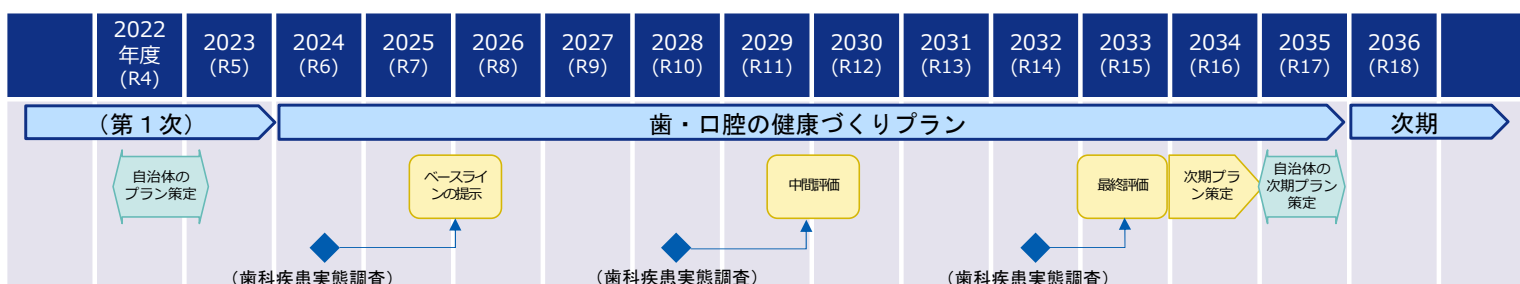 2022
年度
(R4)
2023
(R5)
2024
(R6)
2025
(R7)
2026
(R8)
2027
(R9)
2028
(R10)
2029
(R11)
2030
(R12)
2031
(R13)
2032
(R14)
2033
(R15)
2034
(R16)
2035
(R17)
2036
(R18)
(第１次)
歯・口腔の健康づくりプラン
次期
自治体の
プラン策定
ベースライ
ンの提示
中間評価
最終評価
次期プラ
ン策定
自治体の
次期プラン
策定
(歯科疾患実態調査)
(歯科疾患実態調査)
(歯科疾患実態調査)